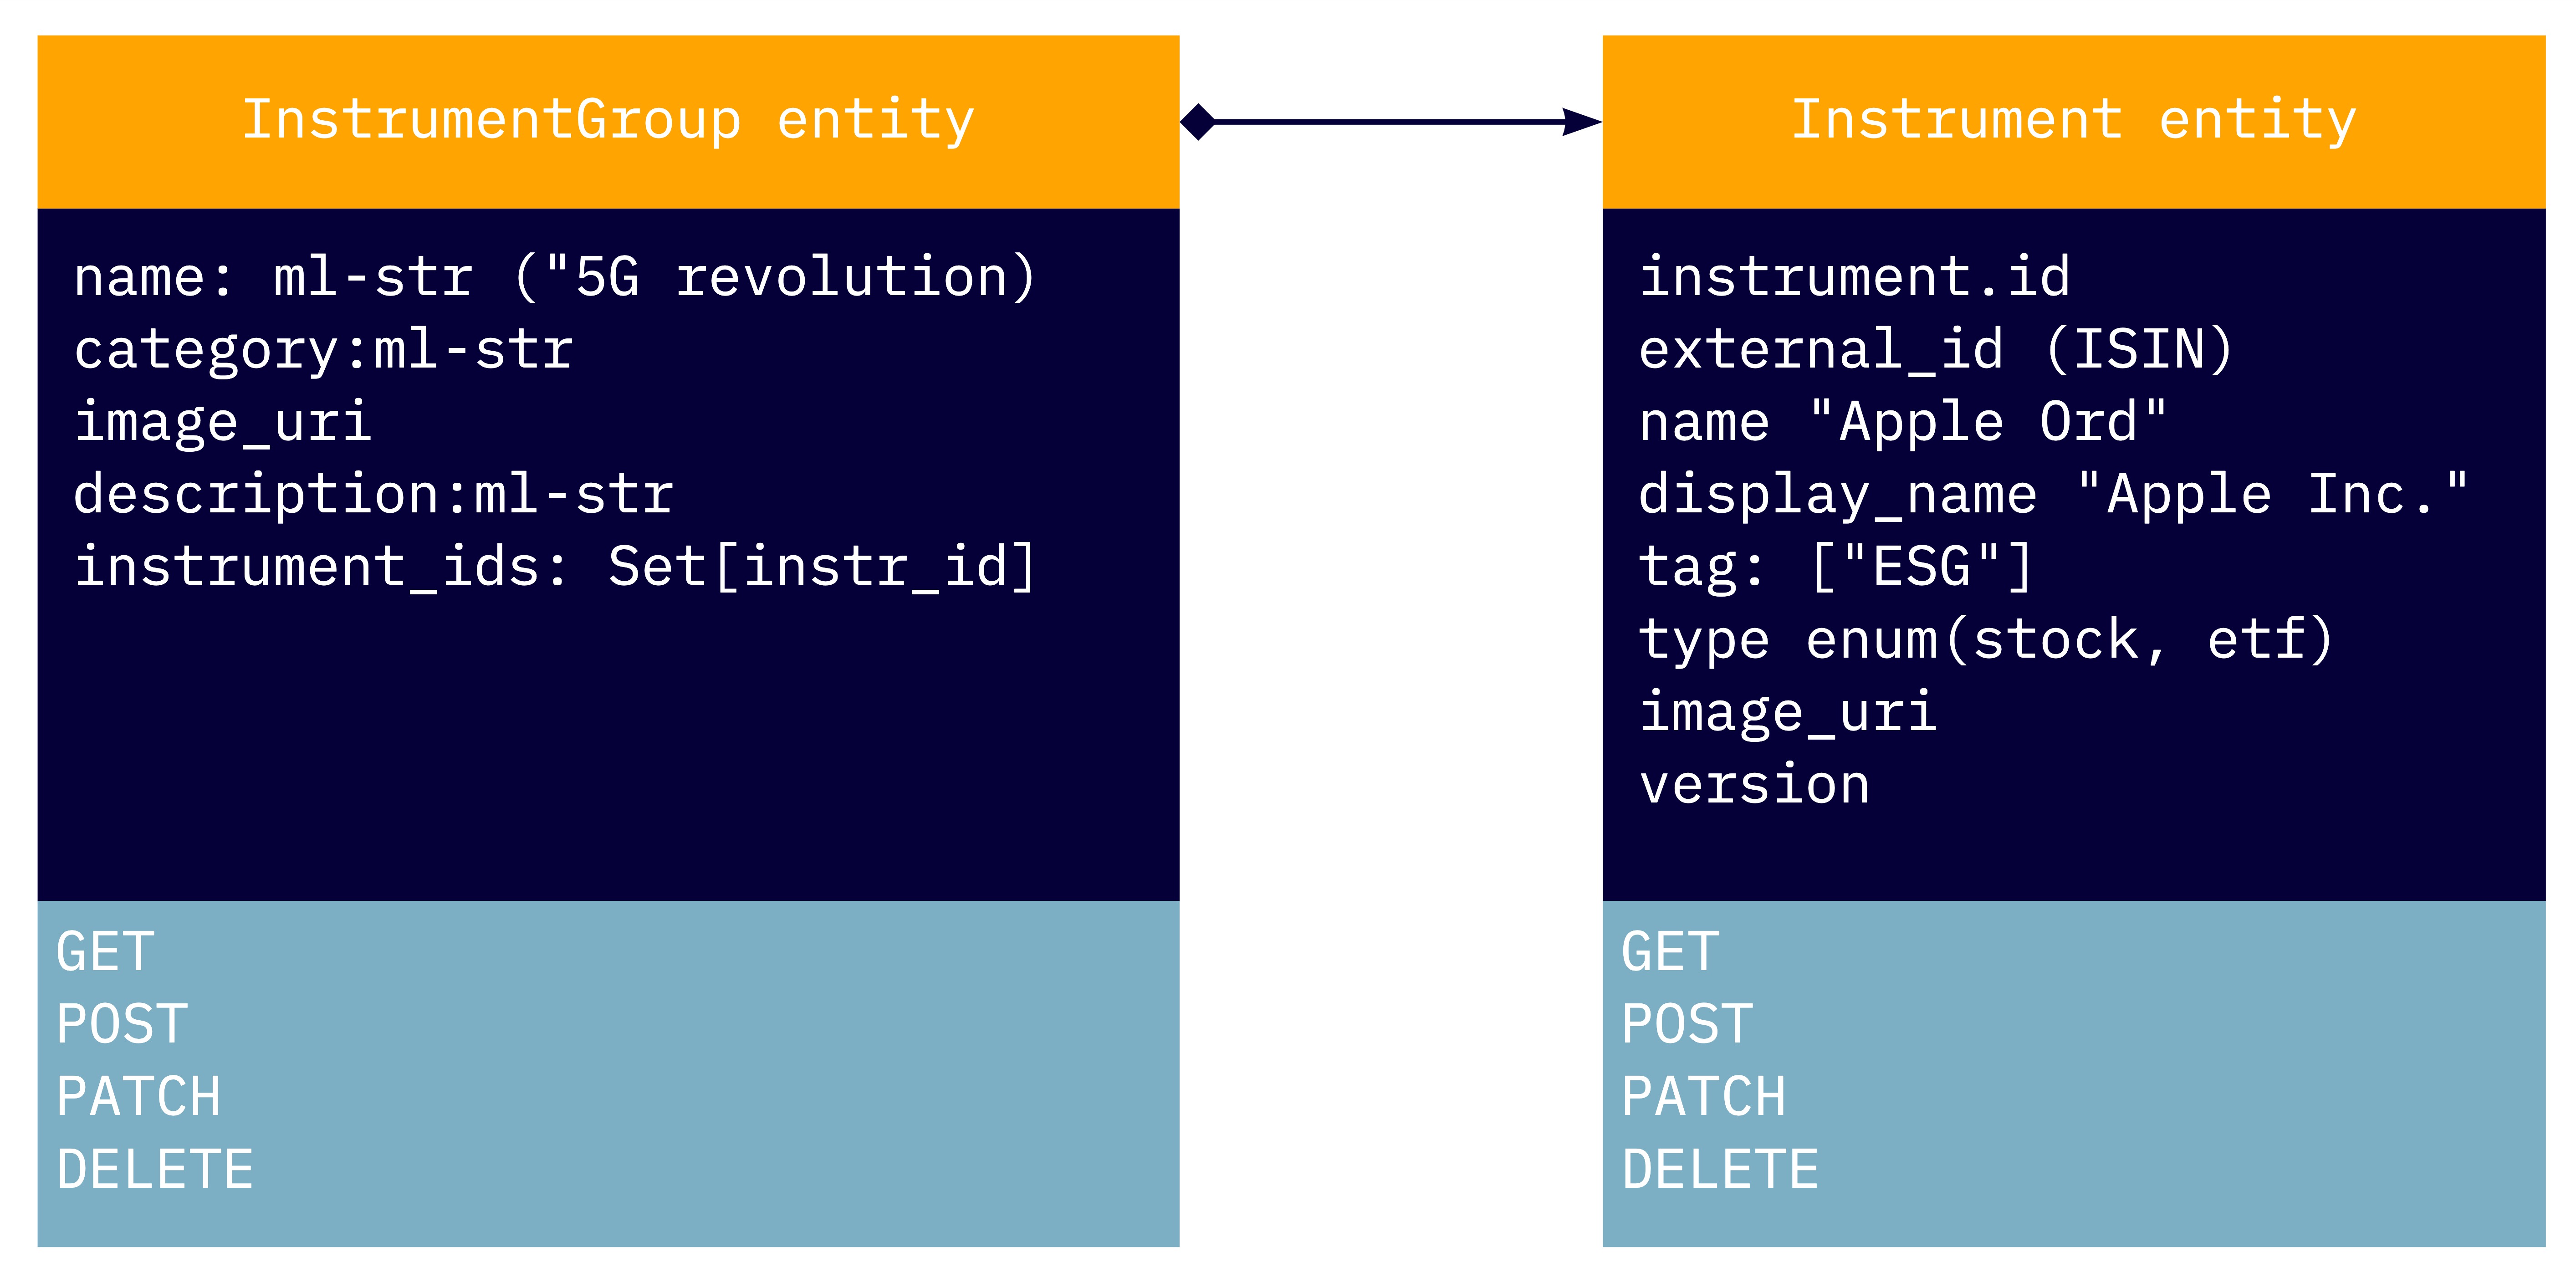 InstrumentGroup entity
name: ml-str ("5G revolution)
category:ml-str
image_uri
description:ml-str
instrument_ids: Set[instr_id]
GET
POST
PATCH
DELETE
Instrument entity
instrument.id
external_id (ISIN)
name "Apple Ord"
display_name "Apple Inc."
tag: ["ESG"]
type enum(stock, etf)
image_uri
version
GET
POST
PATCH
DELETE